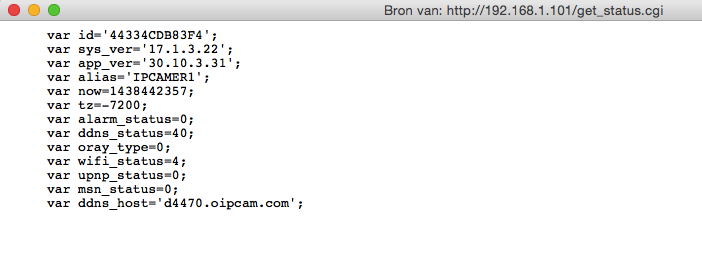 Bron van: http://192.168.1.101/get_status.cgi
var id='44334CDB83F4';
var sys_ver='17.1.3.22';
var app_ver='30.10.3.31';
var alias='IPCAMER1';
var now=1438442357;
var tz=-7200;
var alarm_status=0;
var ddns_status=40;
var oray_type=0;
var wifi_status=4;
var upnp_status=0;
var msn_status=0;
var ddns_host='d4470.oipcam.com';